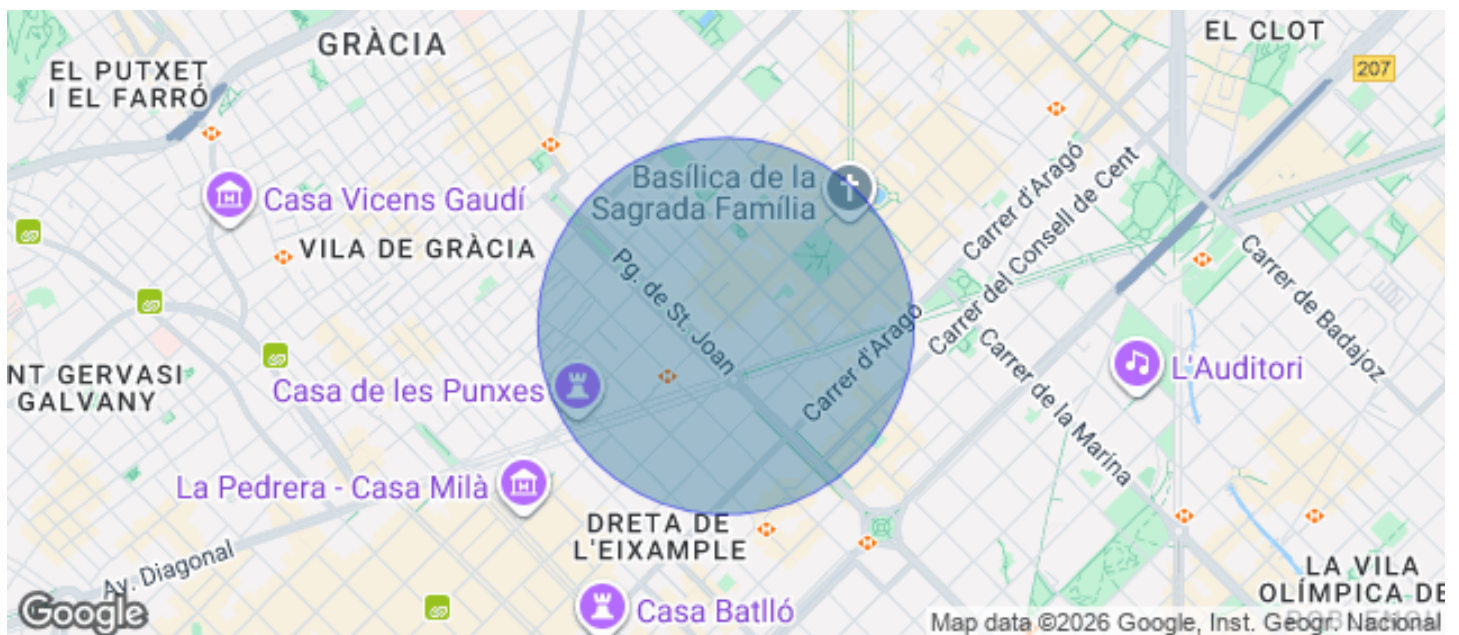 GRÀCIA
EL CLOT
EL PUTXET
I EL FARRÓ
207
Basílica de la
Sagrada Família
Carrer d'Aragó
Carrer del Consell de Cent
Casa Vicens Gaudí
VILA DE GRÀCIA
Pg. de St. Joan
Carrer de Badajoz
NT GERVASI
GALVANY
Casa de les Punxes
Carrer d'Aragó
Carrer de la Marina
L'Auditori
La Pedrera - Casa Milà
DRETA DE
L'EIXAMPLE
Av. Diagonal
LA VILA
OLÍMPICA DE
Casa Batlló
Google
Map data ©2026 Google, Inst. Geogr. Nacional